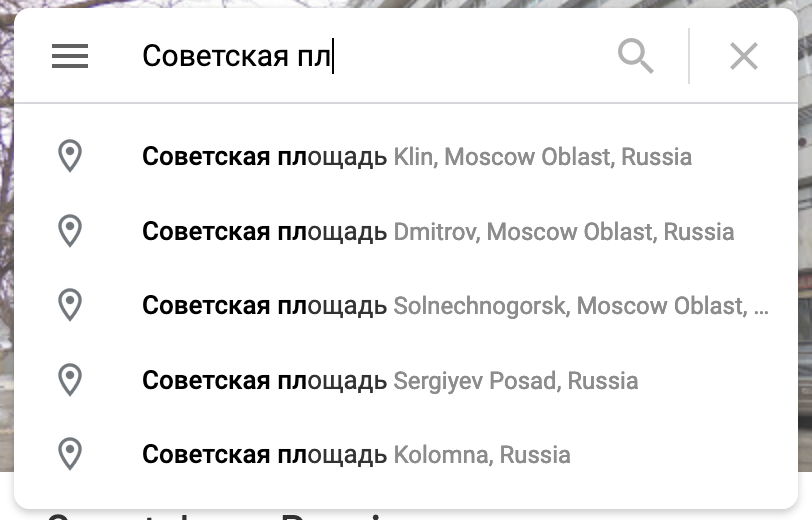 Советская пл
Советская площадь Klin, Moscow Oblast, Russia
Советская площадь Dmitrov, Moscow Oblast, Russia
Советская площадь Solnechnogorsk, Moscow Oblast, ...
Советская площадь Sergiyev Posad, Russia
Советская площадь Kolomna, Russia